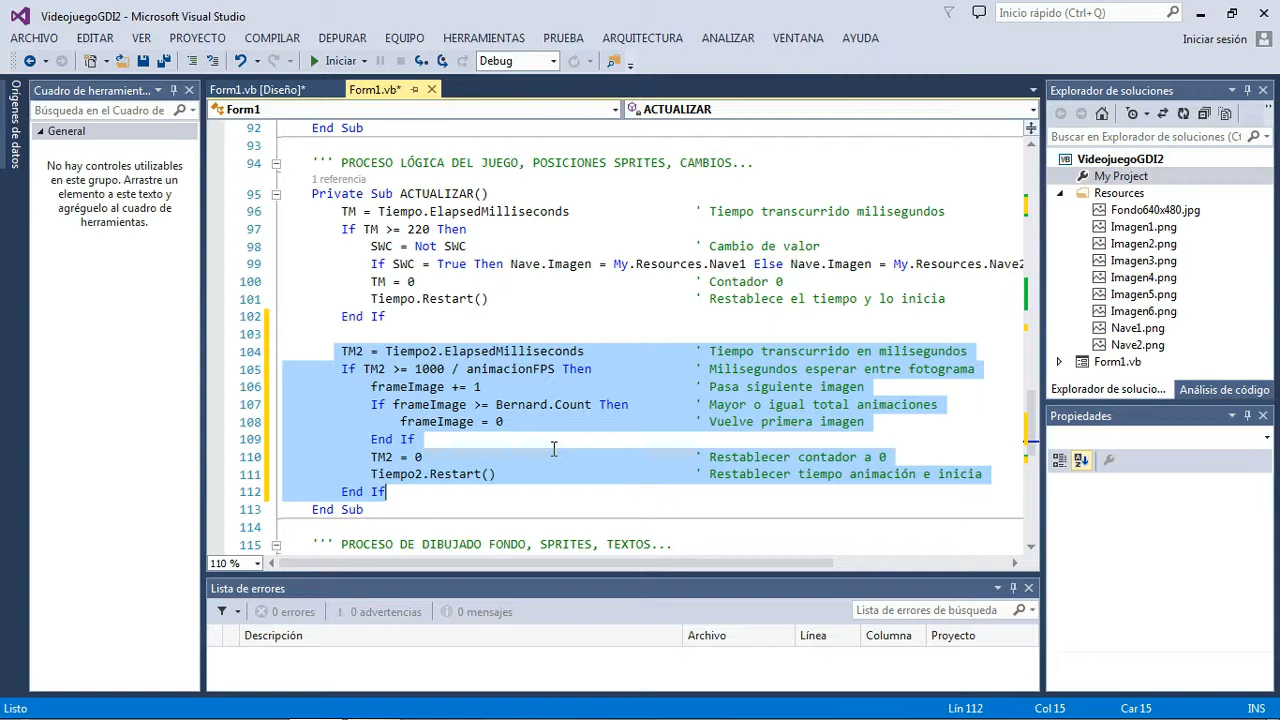 VideojuegoGDI2 - Microsoft Visual Studio
Inicio rápido (Ctrl+Q)
ARCHIVO EDITAR VER PROYECTO COMPILAR DEPURAR EQUIPO HERRAMIENTAS PRUEBA ARQUITECTURA ANALIZAR VENTANA AYUDA
Iniciar sesión
Iniciar Debug
Orígenes de datos
Cuadro de herramient...
Búsqueda en el Cuadro de
General
No hay controles utilizables
en este grupo. Arrastre un
elemento a este texto y
agréguelo al cuadro de
herramientas.
Form1.vb [Diseño]* Form1.vb*
Form1 ACTUALIZAR
92 End Sub
93
94 ''' PROCESO LÓGICA DEL JUEGO, POSICIONES SPRITES, CAMBIOS...
1 referencia
95 Private Sub ACTUALIZAR()
96 TM = Tiempo.ElapsedMilliseconds ' Tiempo transcurrido milisegundos
97 If TM >= 220 Then
98 SWC = Not SWC ' Cambio de valor
99 If SWC = True Then Nave.Imagen = My.Resources.Nave1 Else Nave.Imagen = My.Resources.Nave2
100 TM = 0 ' Contador 0
101 Tiempo.Restart() ' Restablece el tiempo y lo inicia
102 End If
103
104 TM2 = Tiempo2.ElapsedMilliseconds ' Tiempo transcurrido en milisegundos
105 If TM2 >= 1000 / animacionFPS Then ' Milisegundos esperar entre fotograma
106 frameImage += 1 ' Pasa siguiente imagen
107 If frameImage >= Bernard.Count Then ' Mayor o igual total animaciones
108 frameImage = 0 ' Vuelve primera imagen
109 End If
110 TM2 = 0 ' Restablecer contador a 0
111 Tiempo2.Restart() ' Restablecer tiempo animación e inicia
112 End If
113 End Sub
114
115 ''' PROCESO DE DIBUJADO FONDO, SPRITES, TEXTOS...
110 %
Lista de errores
0 errores 0 advertencias 0 mensajes Lista de errores de búsqueda
Descripción Archivo Línea Columna Proyecto
Explorador de soluciones
Buscar en Explorador de soluciones (Ct
VideojuegoGDI2
My Project
Resources
Fondo640x480.jpg
Imagen1.png
Imagen2.png
Imagen3.png
Imagen4.png
Imagen5.png
Imagen6.png
Nave1.png
Nave2.png
Form1.vb
Explorador de soluciones Análisis de código
Propiedades
Listo Lín 112 Col 15 Car 15 INS